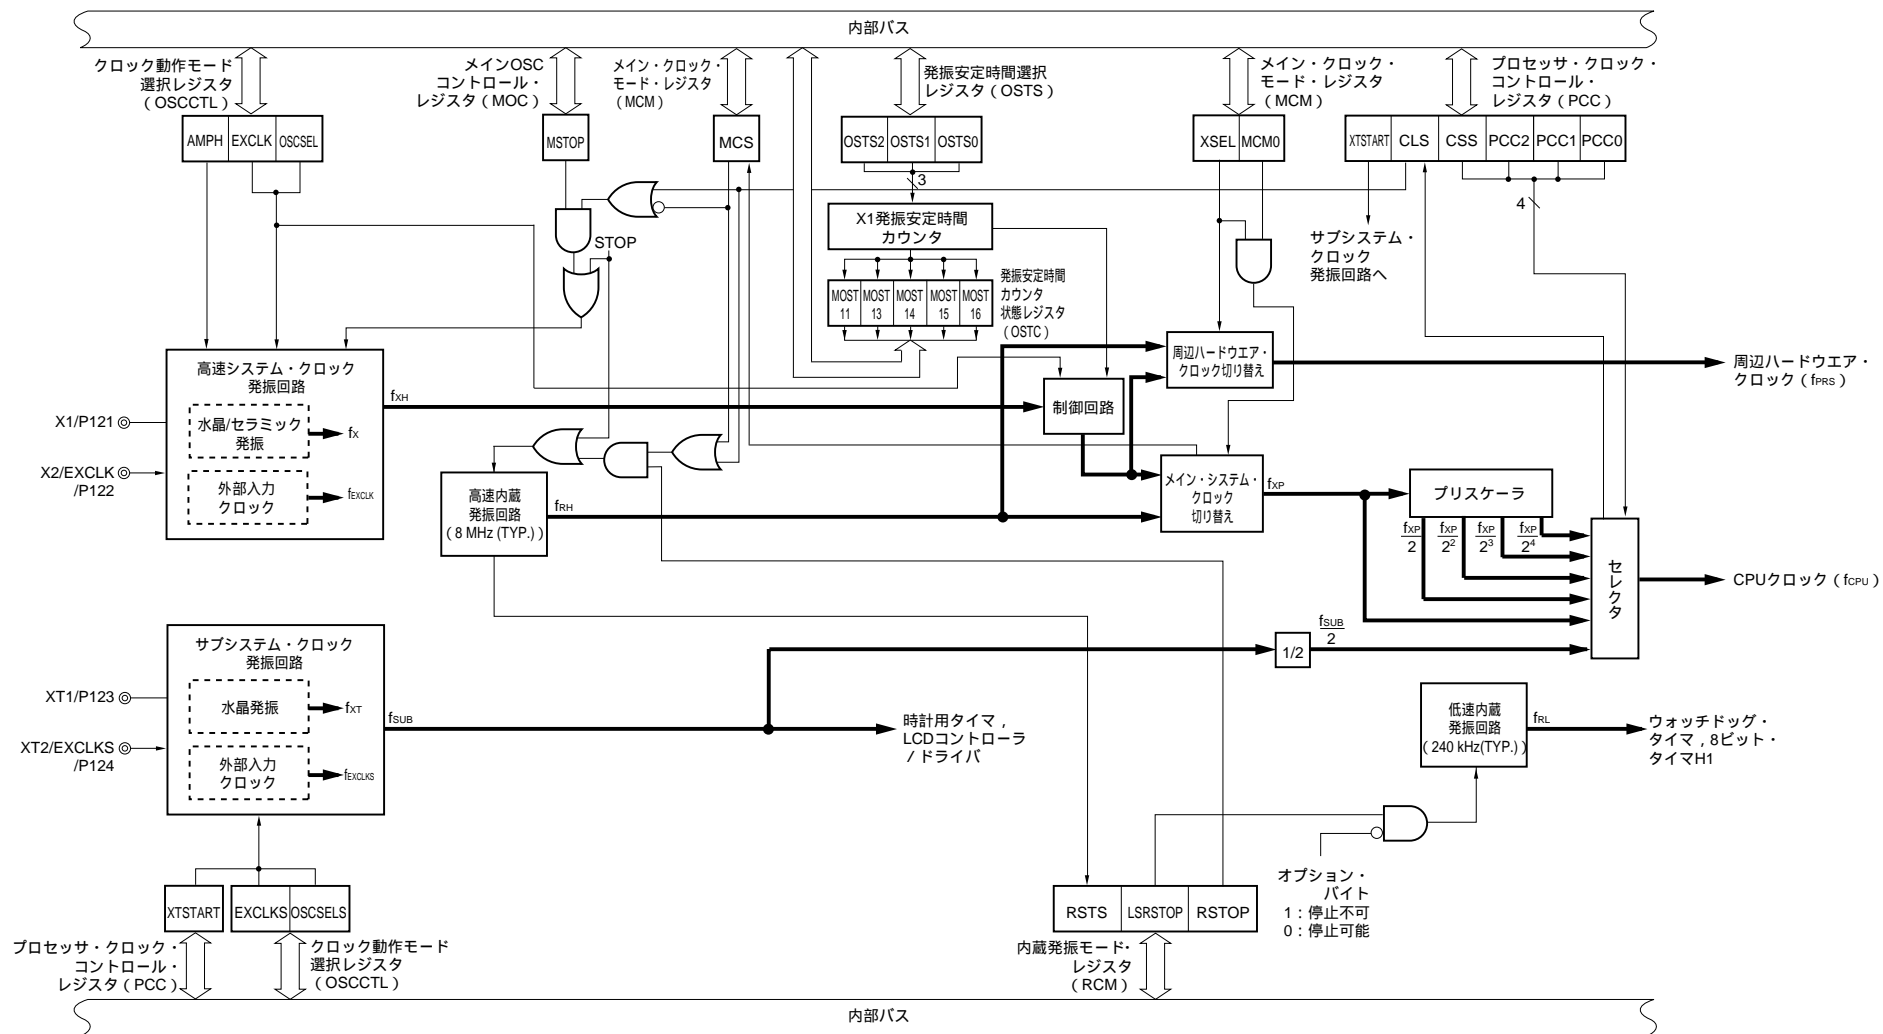 内部バス
クロック動作モード
選択レジスタ
(OSCCTL)
メインOSC
コントロール・
レジスタ(MOC)
メイン・クロック・
モード・レジスタ
(MCM)
発振安定時間選択
レジスタ(OSTS)
メイン・クロック・
モード・レジスタ
(MCM)
プロセッサ・クロック・
コントロール・
レジスタ(PCC)
AMPH EXCLK OSCSEL
MSTOP
MCS
OSTS2 OSTS1 OSTS0
XSEL MCM0
XTSTART CLS CSS PCC2 PCC1 PCC0
3
4
STOP
X1発振安定時間
カウンタ
サブシステム・
クロック
発振回路へ
MOST 11
MOST 13
MOST 14
MOST 15
MOST 16
発振安定時間
カウンタ
状態レジスタ
(OSTC)
高速システム・クロック
発振回路
X1/P121
水晶/セラミック
発振
fX
X2/EXCLK
/P122
外部入力
クロック
fEXCLK
fXH
制御回路
周辺ハードウエア・
クロック切り替え
周辺ハードウエア・
クロック(fPRS)
高速内蔵
発振回路
(8 MHz (TYP.))
fRH
メイン・システム・
クロック
切り替え
fXP
プリスケーラ
fXP/2
fXP/2^2
fXP/2^3
fXP/2^4
セレクタ
CPUクロック(fCPU)
fSUB/2
1/2
サブシステム・クロック
発振回路
XT1/P123
水晶発振
fXT
XT2/EXCLKS
/P124
外部入力
クロック
fEXCLKS
fSUB
時計用タイマ,
LCDコントローラ
/ドライバ
低速内蔵
発振回路
(240 kHz(TYP.))
fRL
ウォッチドッグ・
タイマ,8ビット・
タイマH1
オプション・
バイト
1:停止不可
0:停止可能
XTSTART
EXCLKS OSCSELS
RSTS LSRSTOP RSTOP
プロセッサ・クロック・
コントロール・
レジスタ(PCC)
クロック動作モード
選択レジスタ
(OSCCTL)
内蔵発振モード・
レジスタ
(RCM)
内部バス